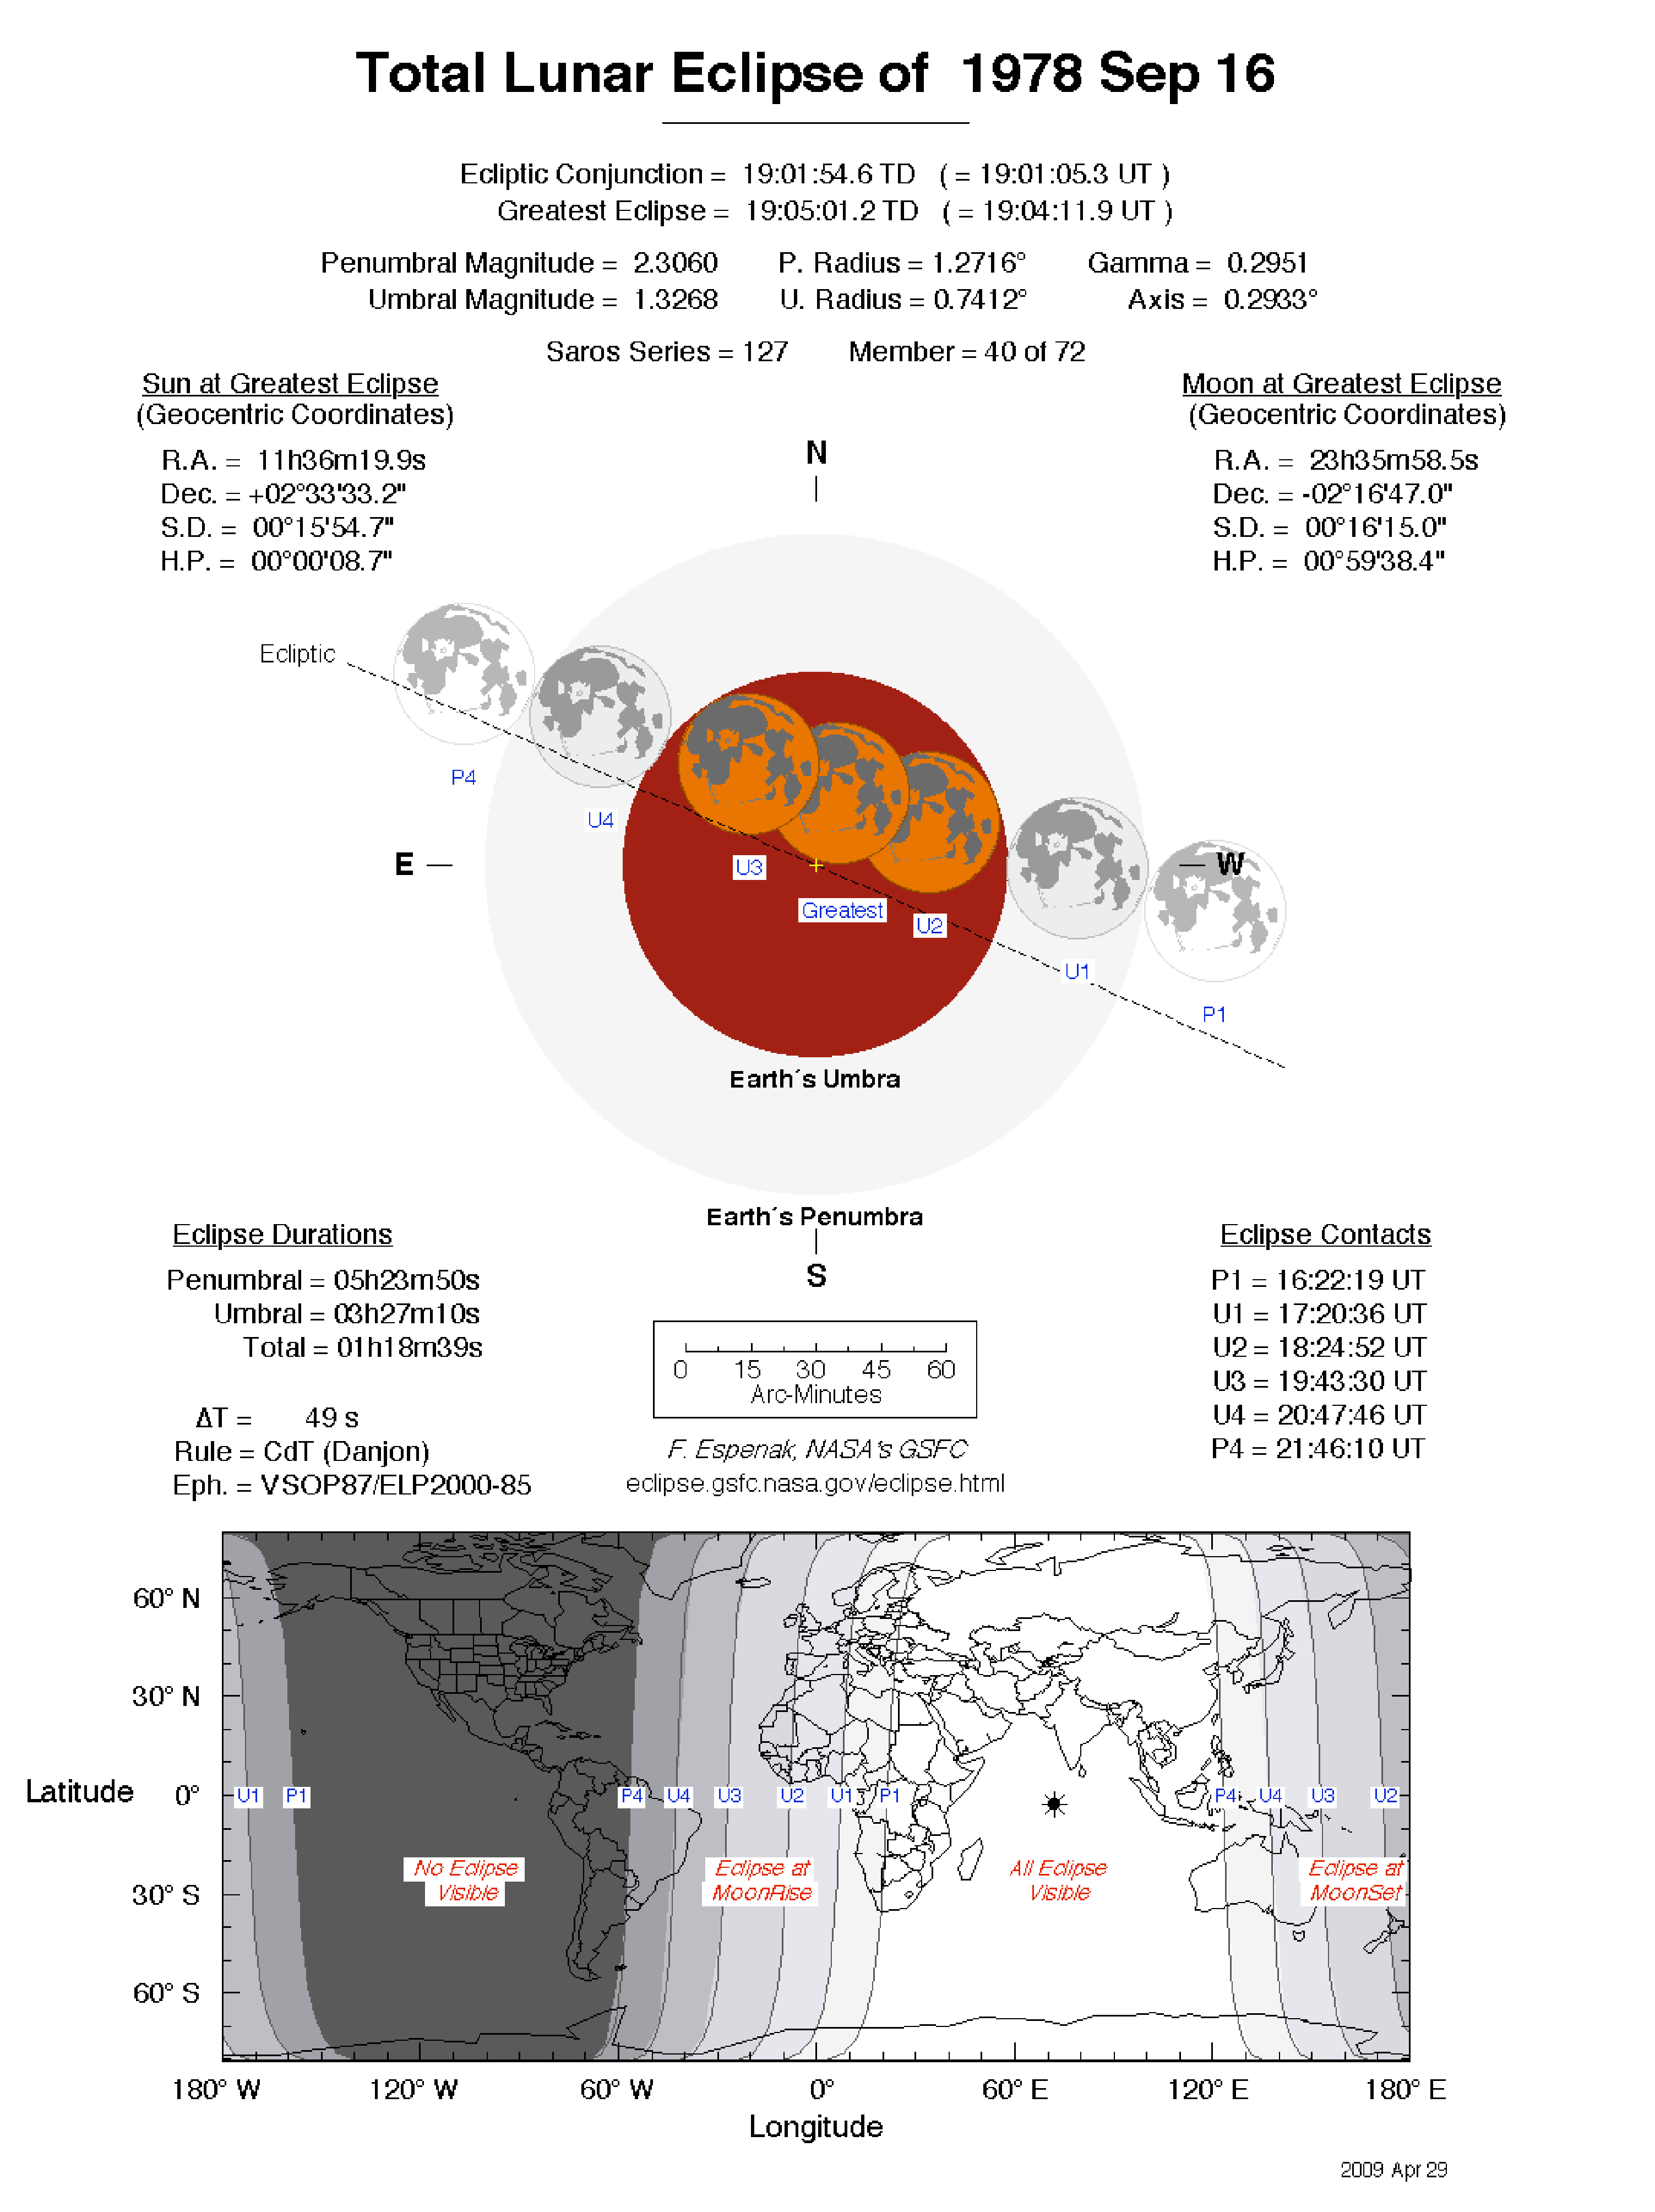 Total Lunar Eclipse of 1978 Sep 16
Ecliptic Conjunction = 19:01:54.6 TD ( = 19:01:05.3 UT )
Greatest Eclipse = 19:05:01.2 TD ( = 19:04:11.9 UT )
Penumbral Magnitude = 2.3060 P. Radius = 1.2716° Gamma = 0.2951
Umbral Magnitude = 1.3268 U. Radius = 0.7412° Axis = 0.2933°
Saros Series = 127 Member = 40 of 72
Sun at Greatest Eclipse
(Geocentric Coordinates)
R.A. = 11h36m19.9s
Dec. = +02°33'33.2"
S.D. = 00°15'54.7"
H.P. = 00°00'08.7"
Moon at Greatest Eclipse
(Geocentric Coordinates)
R.A. = 23h35m58.5s
Dec. = -02°16'47.0"
S.D. = 00°16'15.0"
H.P. = 00°59'38.4"
N
Ecliptic
P4
U4
E
W
U3
Greatest
U2
U1
P1
Earth´s Umbra
Earth´s Penumbra
S
Eclipse Durations
Penumbral = 05h23m50s
Umbral = 03h27m10s
Total = 01h18m39s
ΔT = 49 s
Rule = CdT (Danjon)
Eph. = VSOP87/ELP2000-85
0 15 30 45 60
Arc-Minutes
F. Espenak, NASA's GSFC
eclipse.gsfc.nasa.gov/eclipse.html
Eclipse Contacts
P1 = 16:22:19 UT
U1 = 17:20:36 UT
U2 = 18:24:52 UT
U3 = 19:43:30 UT
U4 = 20:47:46 UT
P4 = 21:46:10 UT
60° N
30° N
Latitude 0°
30° S
60° S
U1 P1 P4 U4 U3 U2 U1 P1 P4 U4 U3 U2
No Eclipse
Visible
Eclipse at
MoonRise
All Eclipse
Visible
Eclipse at
MoonSet
180° W 120° W 60° W 0° 60° E 120° E 180° E
Longitude
2009 Apr 29